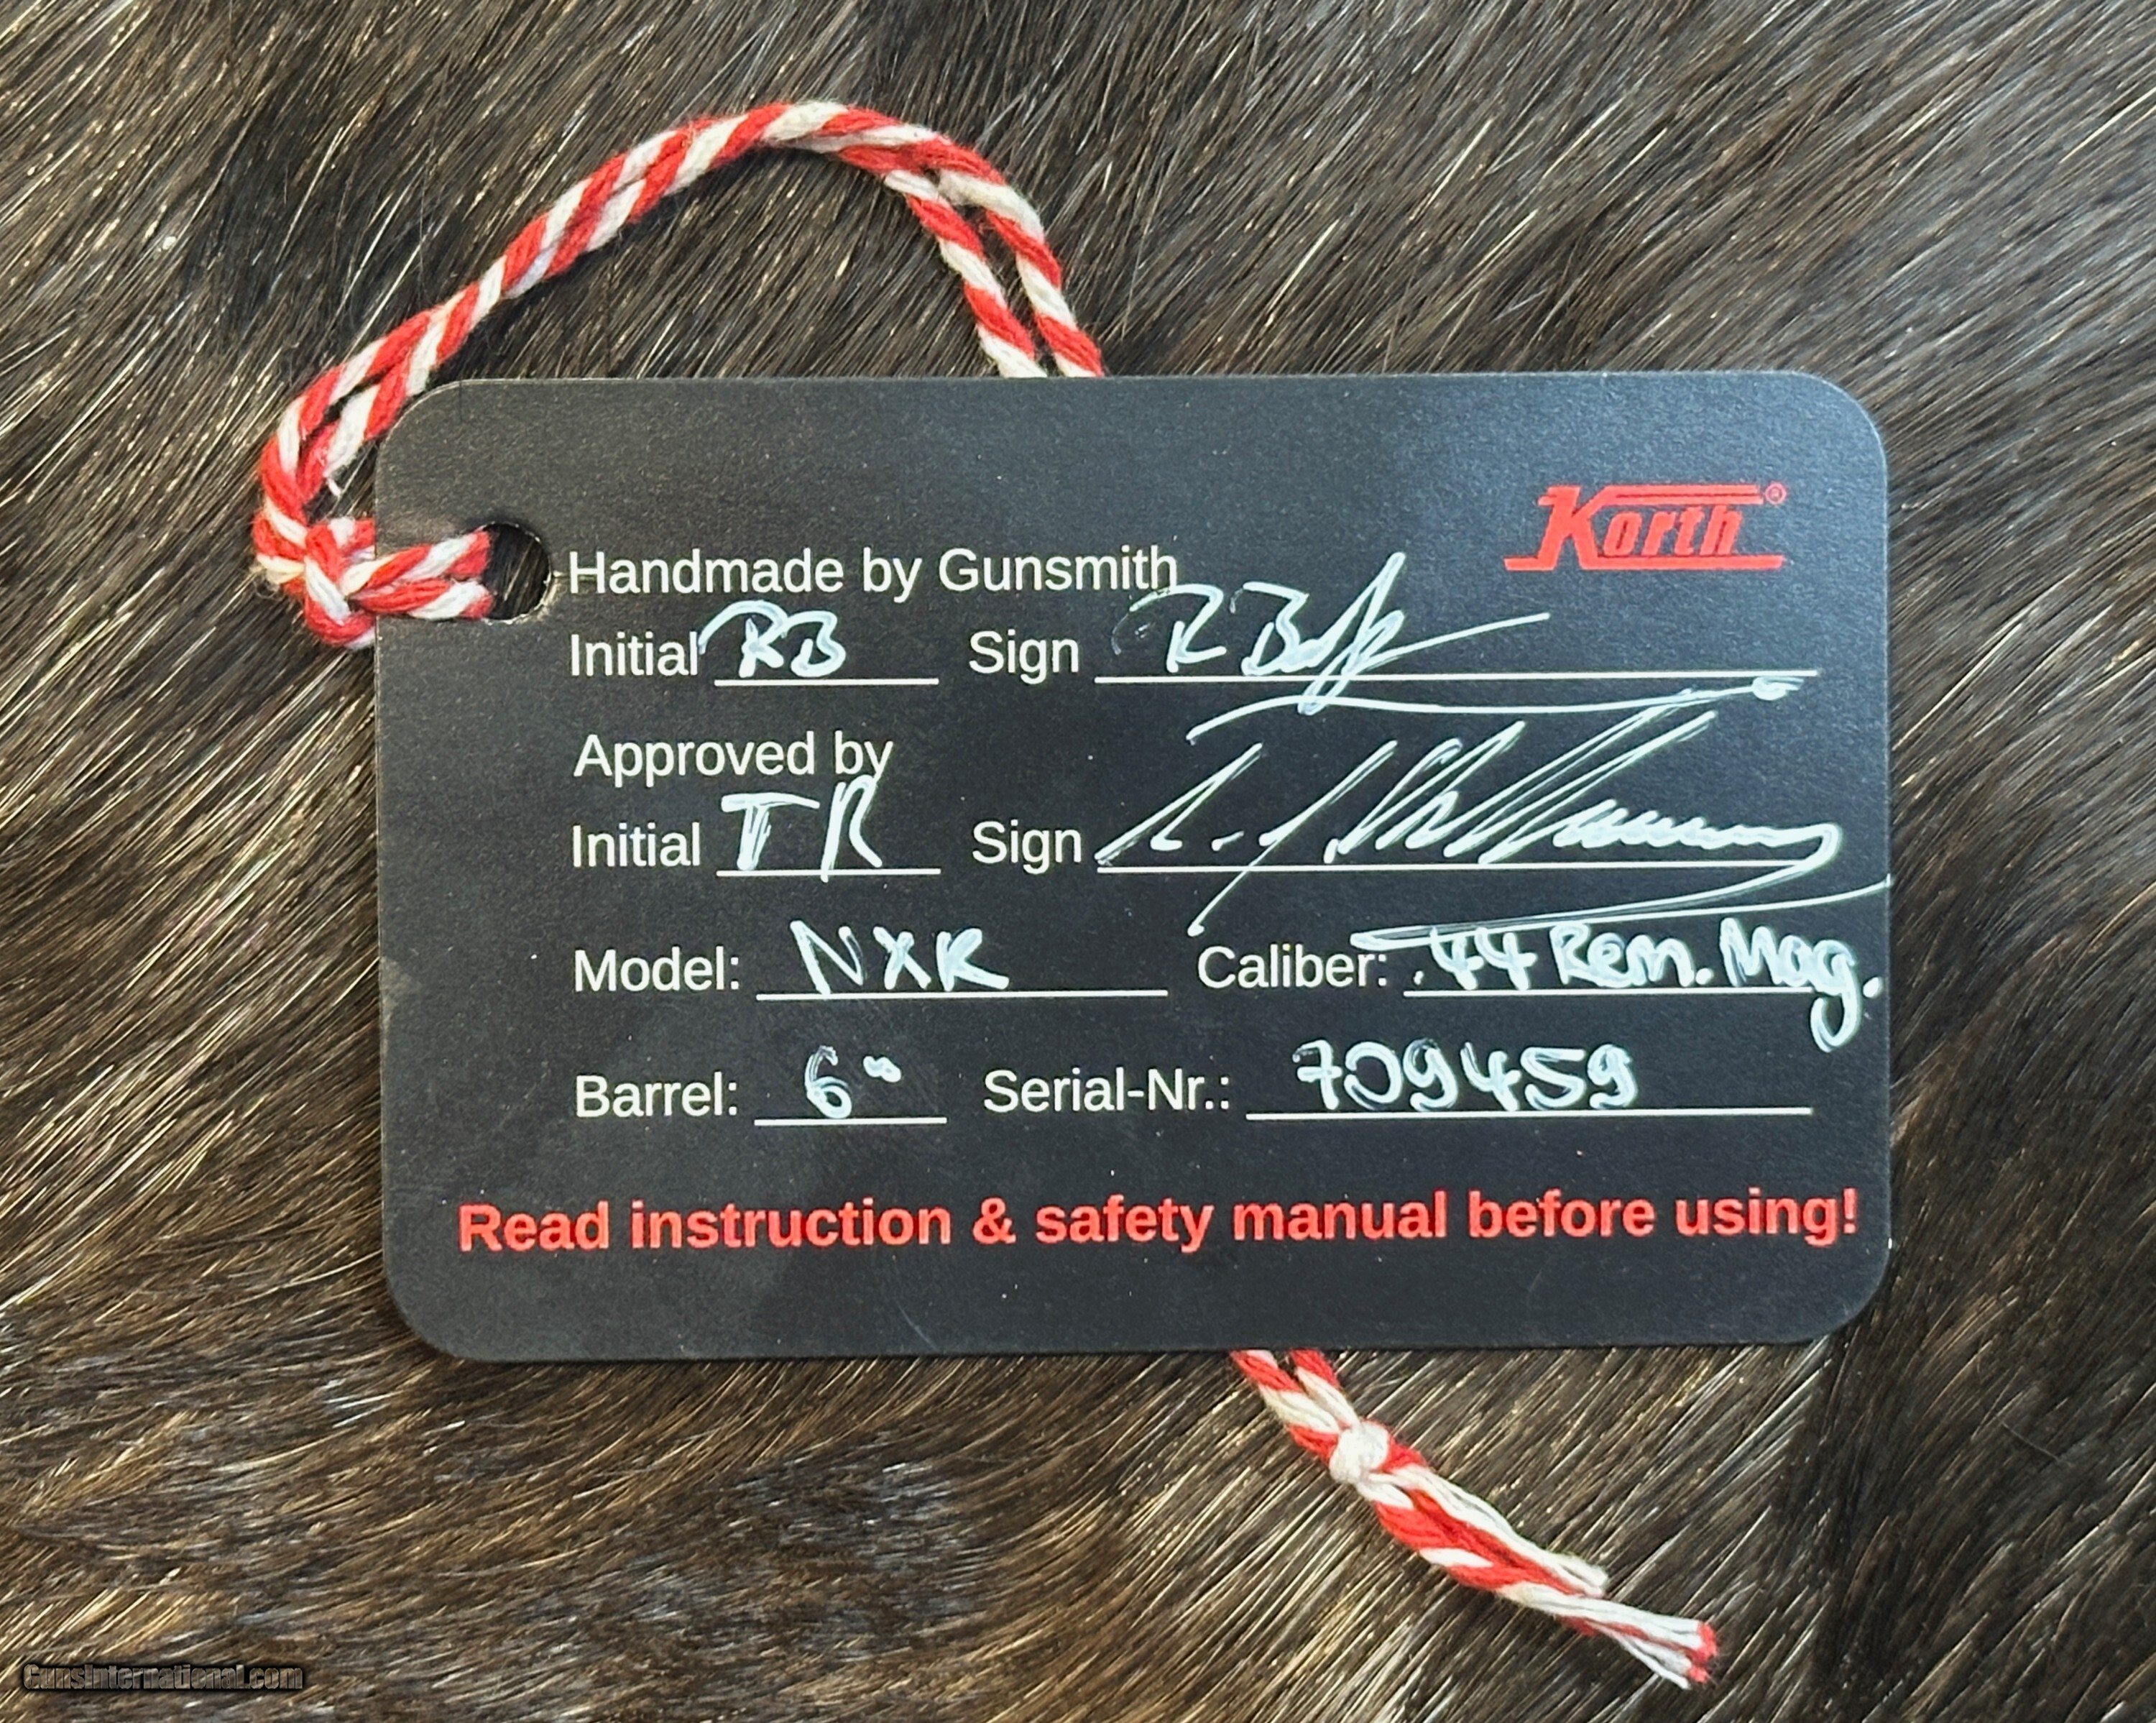 Korth®
Handmade by Gunsmith
Initial RB Sign
Approved by
Initial TR Sign
Model: NXR Caliber: .44 Rem. Mag.
Barrel: 6" Serial-Nr.: 709459
Read instruction & safety manual before using!
GunsInternational.com